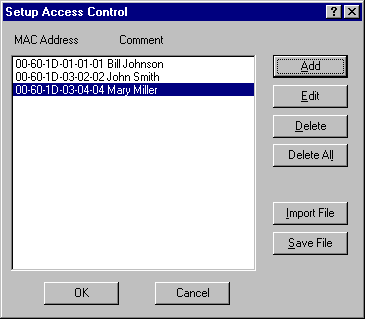 Setup Access Control
MAC Address Comment
00-60-1D-01-01-01 Bill Johnson
00-60-1D-03-02-02 John Smith
00-60-1D-03-04-04 Mary Miller
Add
Edit
Delete
Delete All
Import File
Save File
OK Cancel